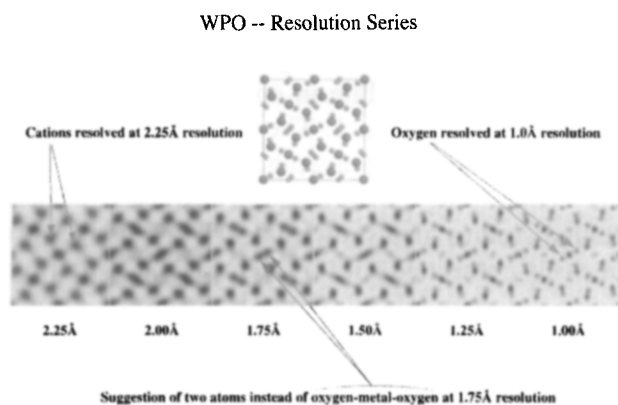 WPO -- Resolution Series
Cations resolved at 2.25Å resolution
Oxygen resolved at 1.0Å resolution
2.25Å 2.00Å 1.75Å 1.50Å 1.25Å 1.00Å
Suggestion of two atoms instead of oxygen-metal-oxygen at 1.75Å resolution